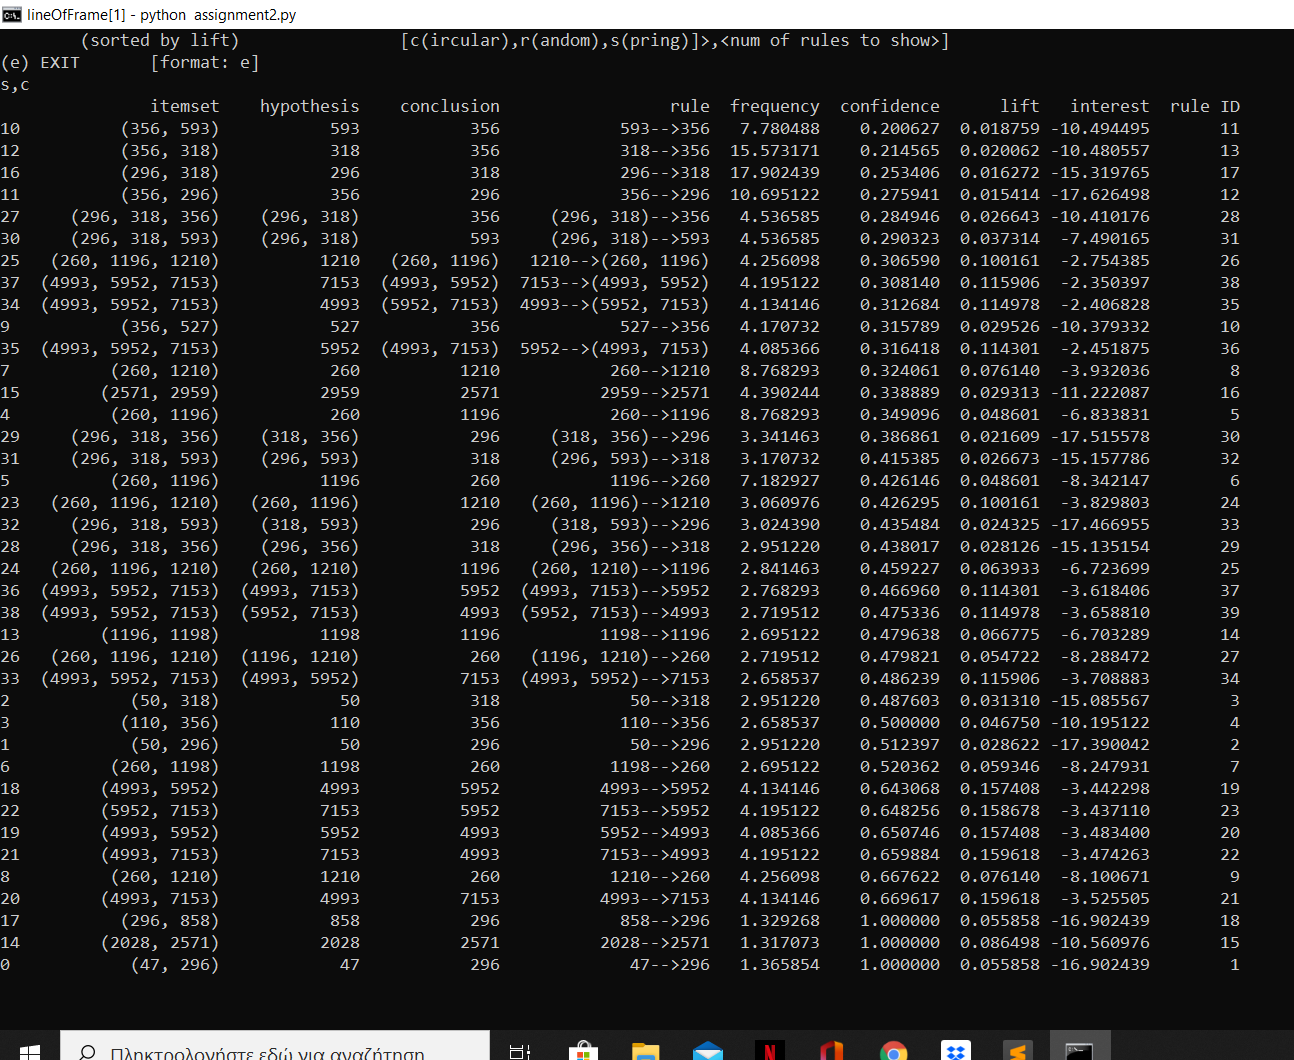 lineOfFrame[1] - python  assignment2.py
(sorted by lift) [c(ircular),r(andom),s(pring)]>,<num of rules to show>]
(e) EXIT [format: e]
s,c
itemset hypothesis conclusion rule frequency confidence lift interest rule ID
10 (356, 593) 593 356 593-->356 7.780488 0.200627 0.018759 -10.494495 11
12 (356, 318) 318 356 318-->356 15.573171 0.214565 0.020062 -10.480557 13
16 (296, 318) 296 318 296-->318 17.902439 0.253406 0.016272 -15.319765 17
11 (356, 296) 356 296 356-->296 10.695122 0.275941 0.015414 -17.626498 12
27 (296, 318, 356) (296, 318) 356 (296, 318)-->356 4.536585 0.284946 0.026643 -10.410176 28
30 (296, 318, 593) (296, 318) 593 (296, 318)-->593 4.536585 0.290323 0.037314 -7.490165 31
25 (260, 1196, 1210) 1210 (260, 1196) 1210-->(260, 1196) 4.256098 0.306590 0.100161 -2.754385 26
37 (4993, 5952, 7153) 7153 (4993, 5952) 7153-->(4993, 5952) 4.195122 0.308140 0.115906 -2.350397 38
34 (4993, 5952, 7153) 4993 (5952, 7153) 4993-->(5952, 7153) 4.134146 0.312684 0.114978 -2.406828 35
9 (356, 527) 527 356 527-->356 4.170732 0.315789 0.029526 -10.379332 10
35 (4993, 5952, 7153) 5952 (4993, 7153) 5952-->(4993, 7153) 4.085366 0.316418 0.114301 -2.451875 36
7 (260, 1210) 260 1210 260-->1210 8.768293 0.324061 0.076140 -3.932036 8
15 (2571, 2959) 2959 2571 2959-->2571 4.390244 0.338889 0.029313 -11.222087 16
4 (260, 1196) 260 1196 260-->1196 8.768293 0.349096 0.048601 -6.833831 5
29 (296, 318, 356) (318, 356) 296 (318, 356)-->296 3.341463 0.386861 0.021609 -17.515578 30
31 (296, 318, 593) (296, 593) 318 (296, 593)-->318 3.170732 0.415385 0.026673 -15.157786 32
5 (260, 1196) 1196 260 1196-->260 7.182927 0.426146 0.048601 -8.342147 6
23 (260, 1196, 1210) (260, 1196) 1210 (260, 1196)-->1210 3.060976 0.426295 0.100161 -3.829803 24
32 (296, 318, 593) (318, 593) 296 (318, 593)-->296 3.024390 0.435484 0.024325 -17.466955 33
28 (296, 318, 356) (296, 356) 318 (296, 356)-->318 2.951220 0.438017 0.028126 -15.135154 29
24 (260, 1196, 1210) (260, 1210) 1196 (260, 1210)-->1196 2.841463 0.459227 0.063933 -6.723699 25
36 (4993, 5952, 7153) (4993, 7153) 5952 (4993, 7153)-->5952 2.768293 0.466960 0.114301 -3.618406 37
38 (4993, 5952, 7153) (5952, 7153) 4993 (5952, 7153)-->4993 2.719512 0.475336 0.114978 -3.658810 39
13 (1196, 1198) 1198 1196 1198-->1196 2.695122 0.479638 0.066775 -6.703289 14
26 (260, 1196, 1210) (1196, 1210) 260 (1196, 1210)-->260 2.719512 0.479821 0.054722 -8.288472 27
33 (4993, 5952, 7153) (4993, 5952) 7153 (4993, 5952)-->7153 2.658537 0.486239 0.115906 -3.708883 34
2 (50, 318) 50 318 50-->318 2.951220 0.487603 0.031310 -15.085567 3
3 (110, 356) 110 356 110-->356 2.658537 0.500000 0.046750 -10.195122 4
1 (50, 296) 50 296 50-->296 2.951220 0.512397 0.028622 -17.390042 2
6 (260, 1198) 1198 260 1198-->260 2.695122 0.520362 0.059346 -8.247931 7
18 (4993, 5952) 4993 5952 4993-->5952 4.134146 0.643068 0.157408 -3.442298 19
22 (5952, 7153) 7153 5952 7153-->5952 4.195122 0.648256 0.158678 -3.437110 23
19 (4993, 5952) 5952 4993 5952-->4993 4.085366 0.650746 0.157408 -3.483400 20
21 (4993, 7153) 7153 4993 7153-->4993 4.195122 0.659884 0.159618 -3.474263 22
8 (260, 1210) 1210 260 1210-->260 4.256098 0.667622 0.076140 -8.100671 9
20 (4993, 7153) 4993 7153 4993-->7153 4.134146 0.669617 0.159618 -3.525505 21
17 (296, 858) 858 296 858-->296 1.329268 1.000000 0.055858 -16.902439 18
14 (2028, 2571) 2028 2571 2028-->2571 1.317073 1.000000 0.086498 -10.560976 15
0 (47, 296) 47 296 47-->296 1.365854 1.000000 0.055858 -16.902439 1
Πληκτρολογήστε εδώ για αναζήτηση